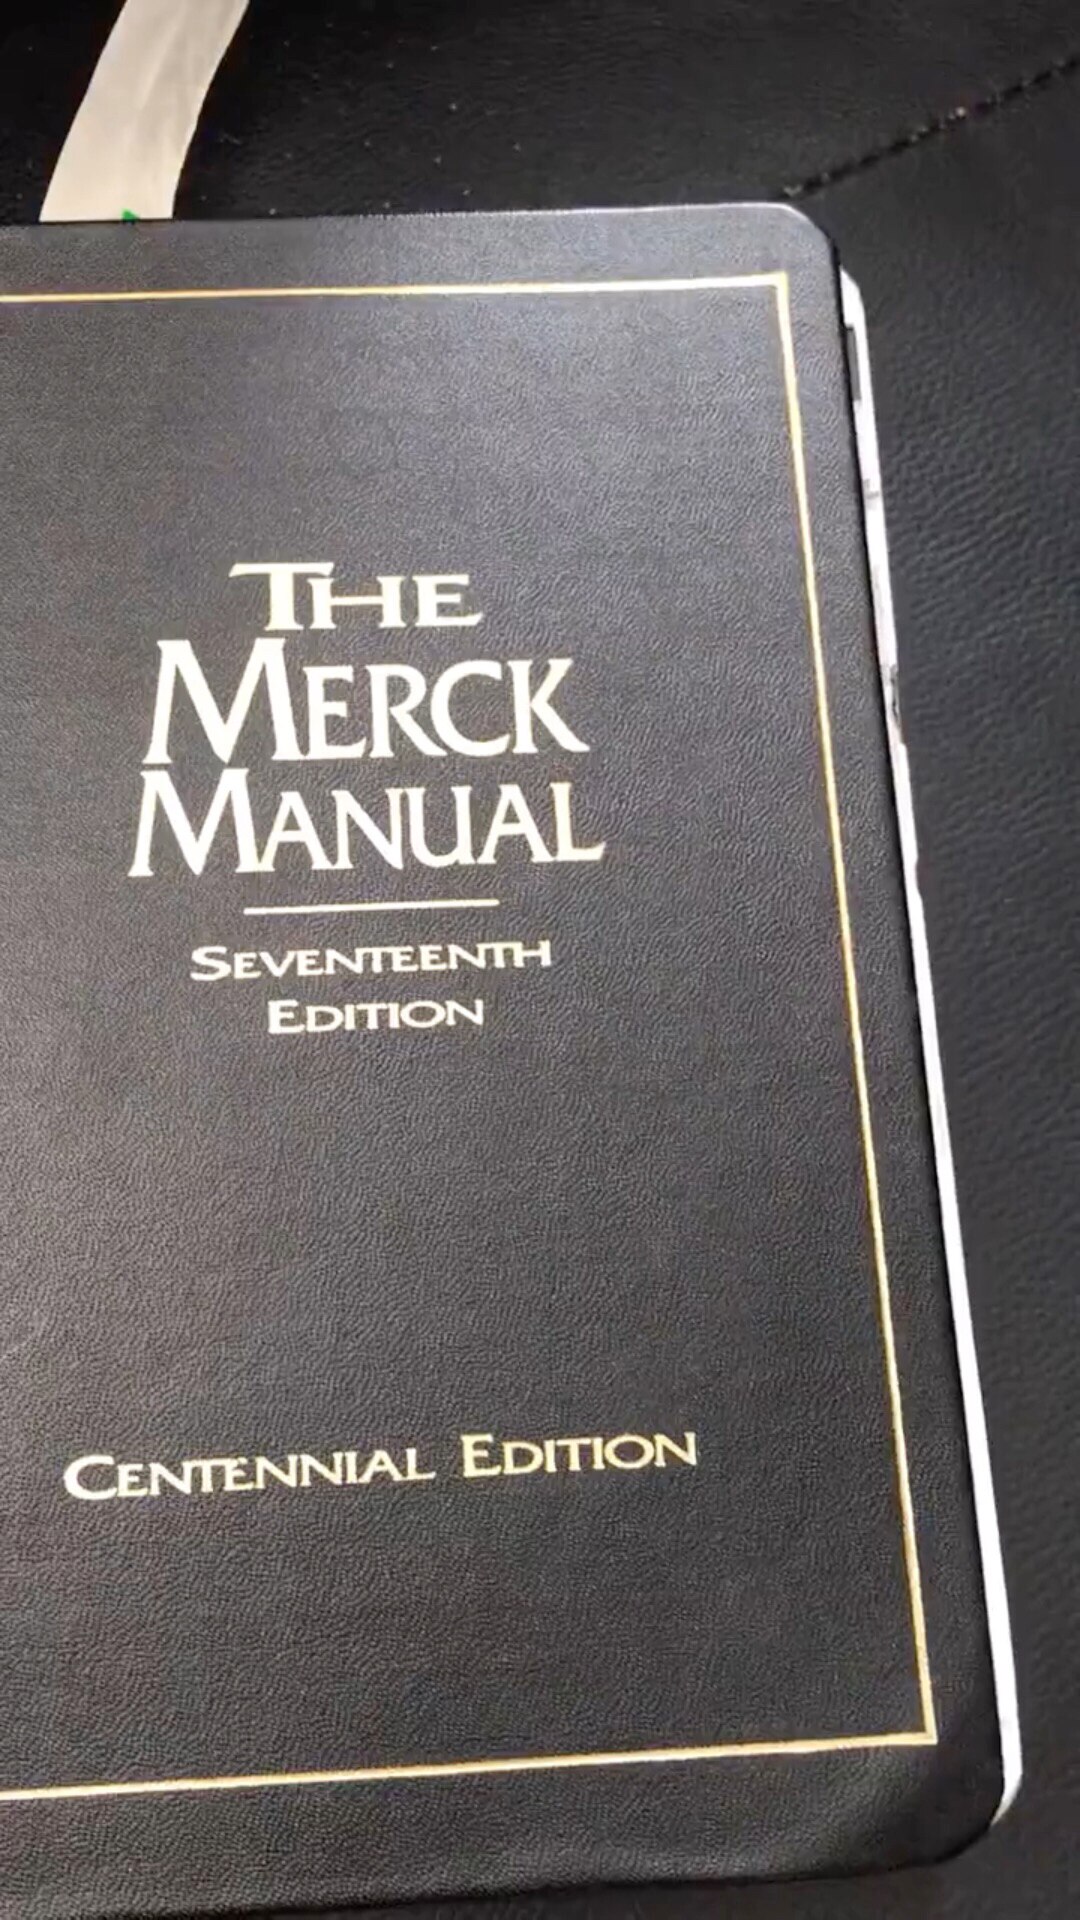 THE
MERCK
MANUAL
SEVENTEENTH
EDITION
CENTENNIAL EDITION